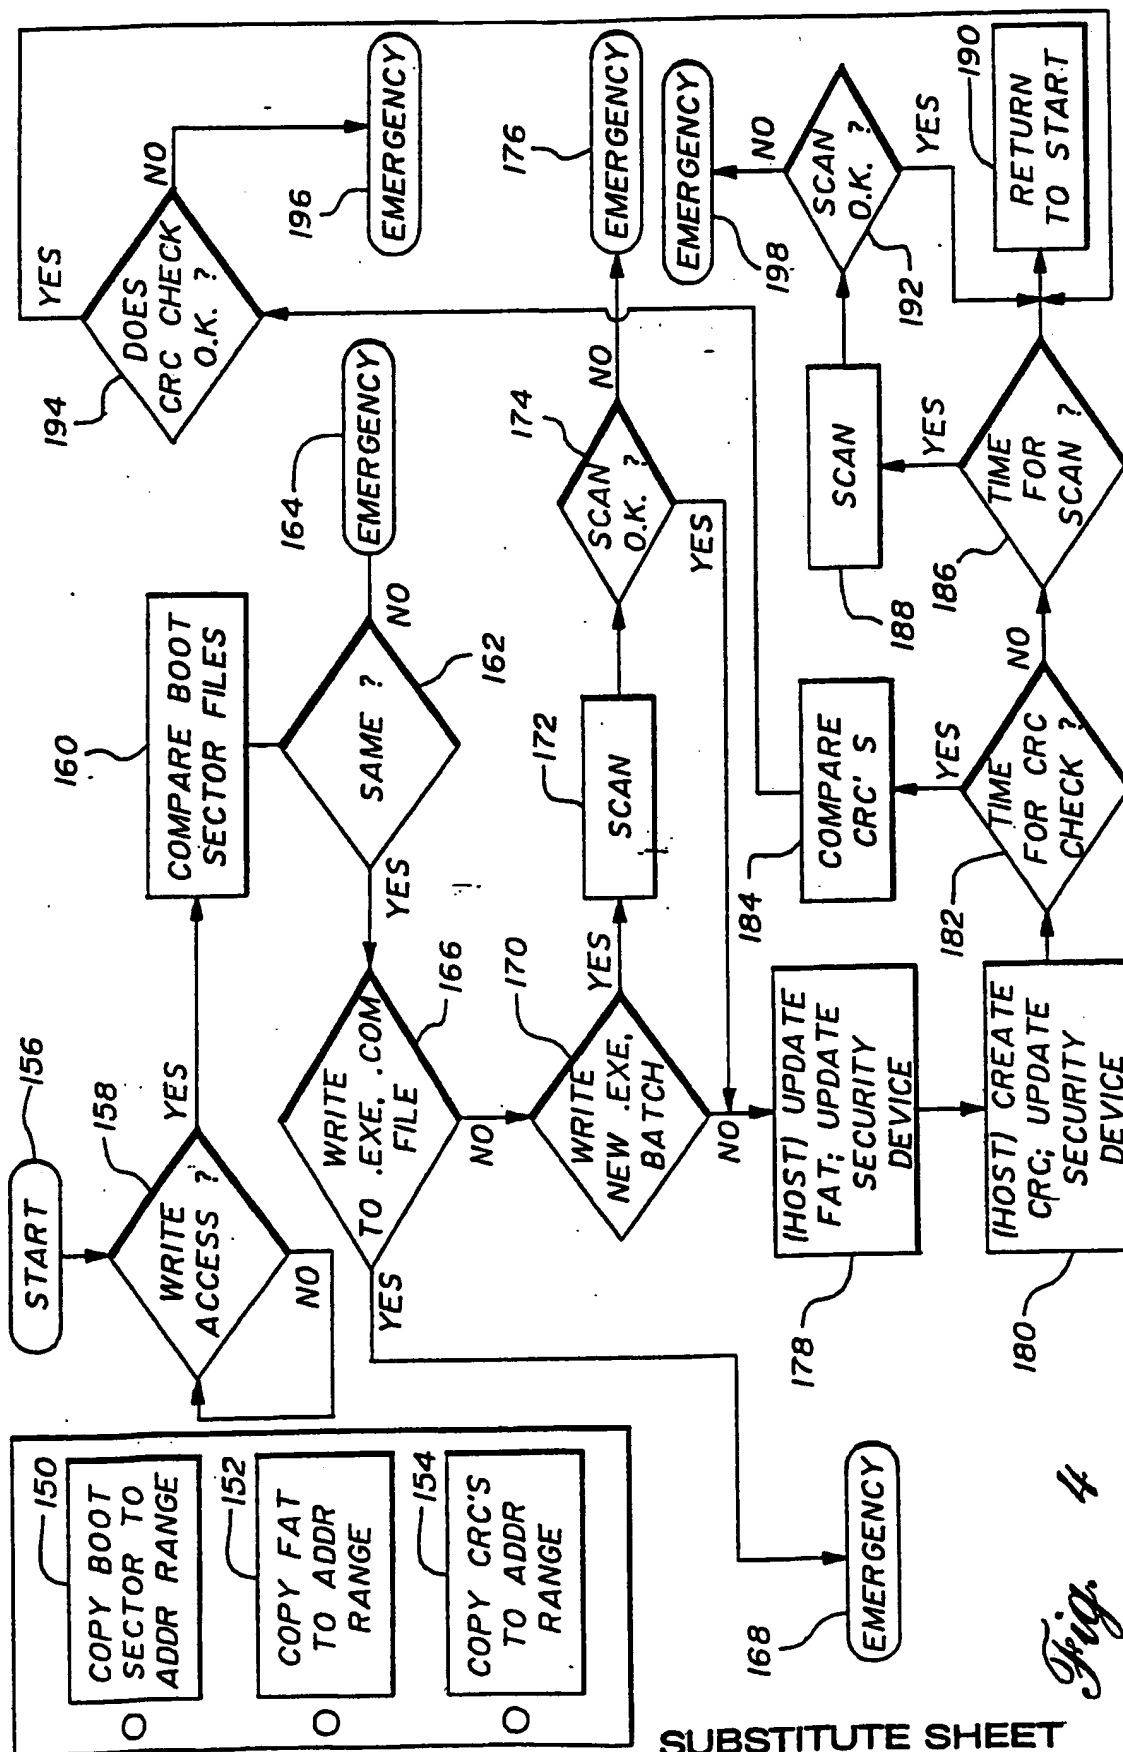 150
COPY BOOT
SECTOR TO
ADDR RANGE
152
COPY FAT
TO ADDR
RANGE
154
COPY CRC'S
TO ADDR
RANGE
156
START
158
WRITE
ACCESS ?
NO
YES
160
COMPARE BOOT
SECTOR FILES
162
SAME ?
NO
164
EMERGENCY
YES
166
WRITE
TO .EXE, .COM
FILE
YES
168
EMERGENCY
NO
170
WRITE
NEW .EXE,
BATCH
YES
172
SCAN
174
SCAN
O.K. ?
NO
176
EMERGENCY
YES
NO
178
(HOST) UPDATE
FAT; UPDATE
SECURITY
DEVICE
180
(HOST) CREATE
CRC; UPDATE
SECURITY
DEVICE
182
TIME
FOR CRC
CHECK ?
YES
184
COMPARE
CRC' S
NO
186
TIME
FOR
SCAN ?
YES
188
SCAN
192
SCAN
O.K. ?
NO
198
EMERGENCY
YES
190
RETURN
TO START
194
DOES
CRC CHECK
O.K. ?
YES
NO
196
EMERGENCY
Fig. 4
SUBSTITUTE SHEET